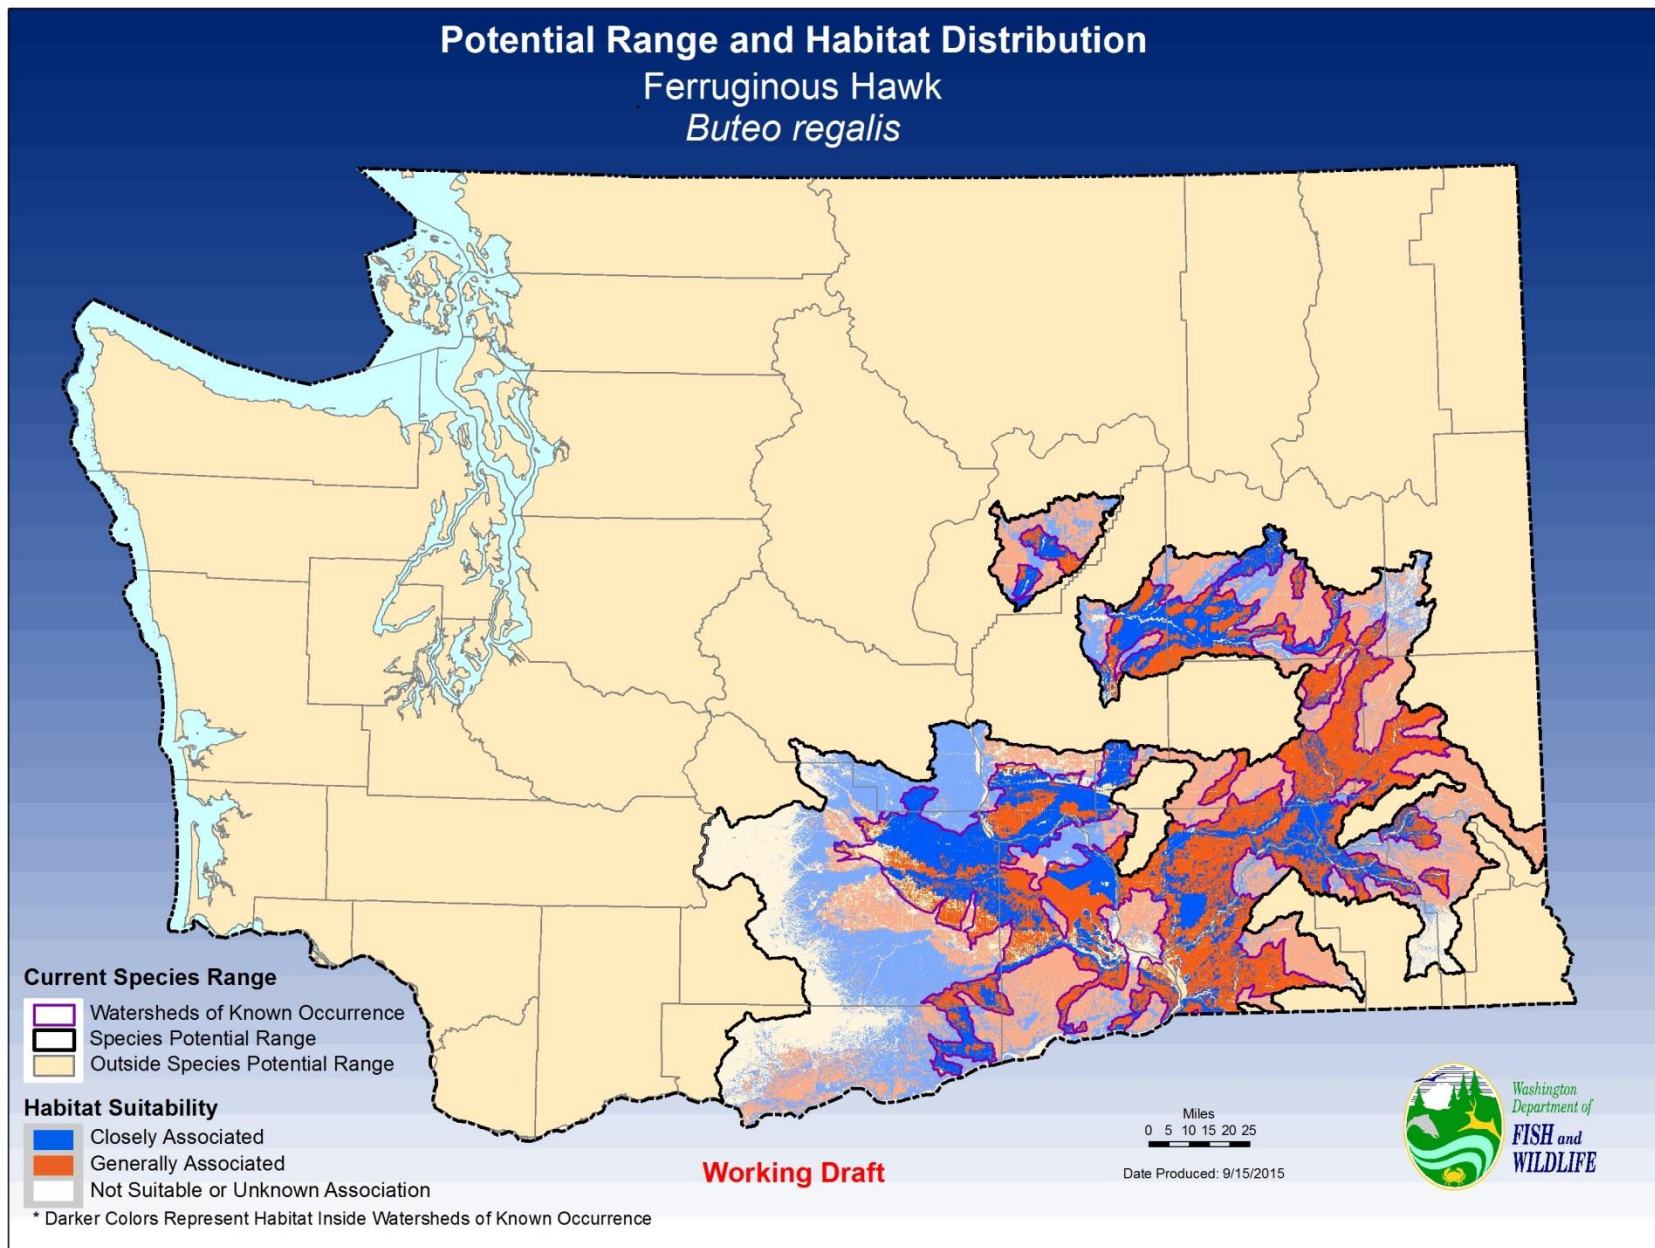 Potential Range and Habitat Distribution
Ferruginous Hawk
Buteo regalis
Current Species Range
Watersheds of Known Occurrence
Species Potential Range
Outside Species Potential Range
Habitat Suitability
Closely Associated
Generally Associated
Not Suitable or Unknown Association
* Darker Colors Represent Habitat Inside Watersheds of Known Occurrence
Working Draft
Miles
0 5 10 15 20 25
Date Produced: 9/15/2015
Washington
Department of
FISH and
WILDLIFE